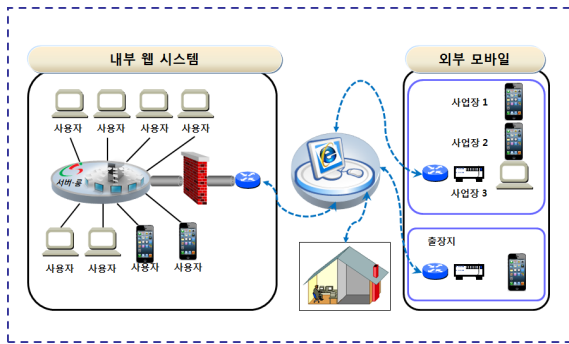 내부 웹 시스템
외부 모바일
사용자
사용자
사용자
사용자
서버-룸
사용자
사용자
사용자
사용자
사업장 1
사업장 2
사업장 3
출장지